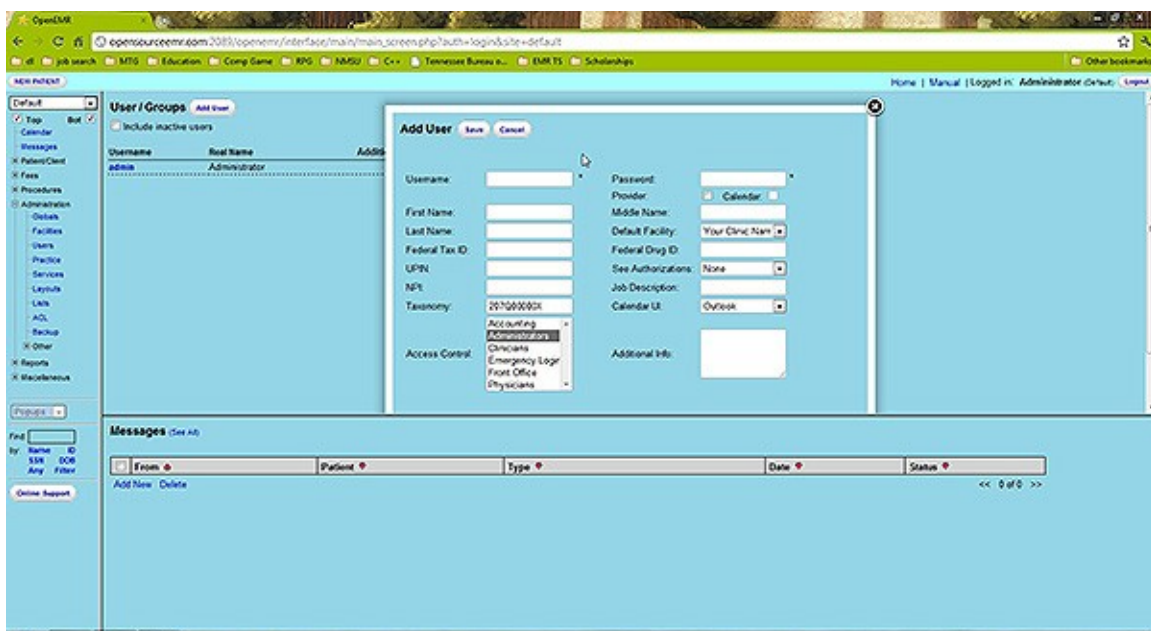 OpenEMR
opensourceemr.com:2089/openemr/interface/main/main_screen.php?auth=login&site=default
dl job search MTG Education Comp Game RPG NMSU C++ Tennessee Bureau o... EMR TS Scholarships Other bookmarks
NEW PATIENT Home | Manual | Logged in: Administrator (Default) Logout
Default
Top Bot
Calendar
Messages
Patient/Client
Fees
Procedures
Administration
Globals
Facilities
Users
Practice
Services
Layouts
Lists
ACL
Backup
Other
Reports
Miscellaneous
Popups
Find
by: Name ID
SSN DOB
Any Filter
Online Support
User / Groups Add User
Include inactive users
Username Real Name Additi
admin Administrator
Add User Save Cancel
Username: * Password: *
Provider: Calendar:
First Name: Middle Name:
Last Name: Default Facility: Your Clinic Nam
Federal Tax ID: Federal Drug ID:
UPIN: See Authorizations: None
NPI: Job Description:
Taxonomy: 207Q00000X Calendar UI: Outlook
Access Control: Additional Info:
Accounting
Administrators
Clinicians
Emergency Login
Front Office
Physicians
Messages (See All)
From Patient Type Date Status
Add New Delete << 0 of 0 >>